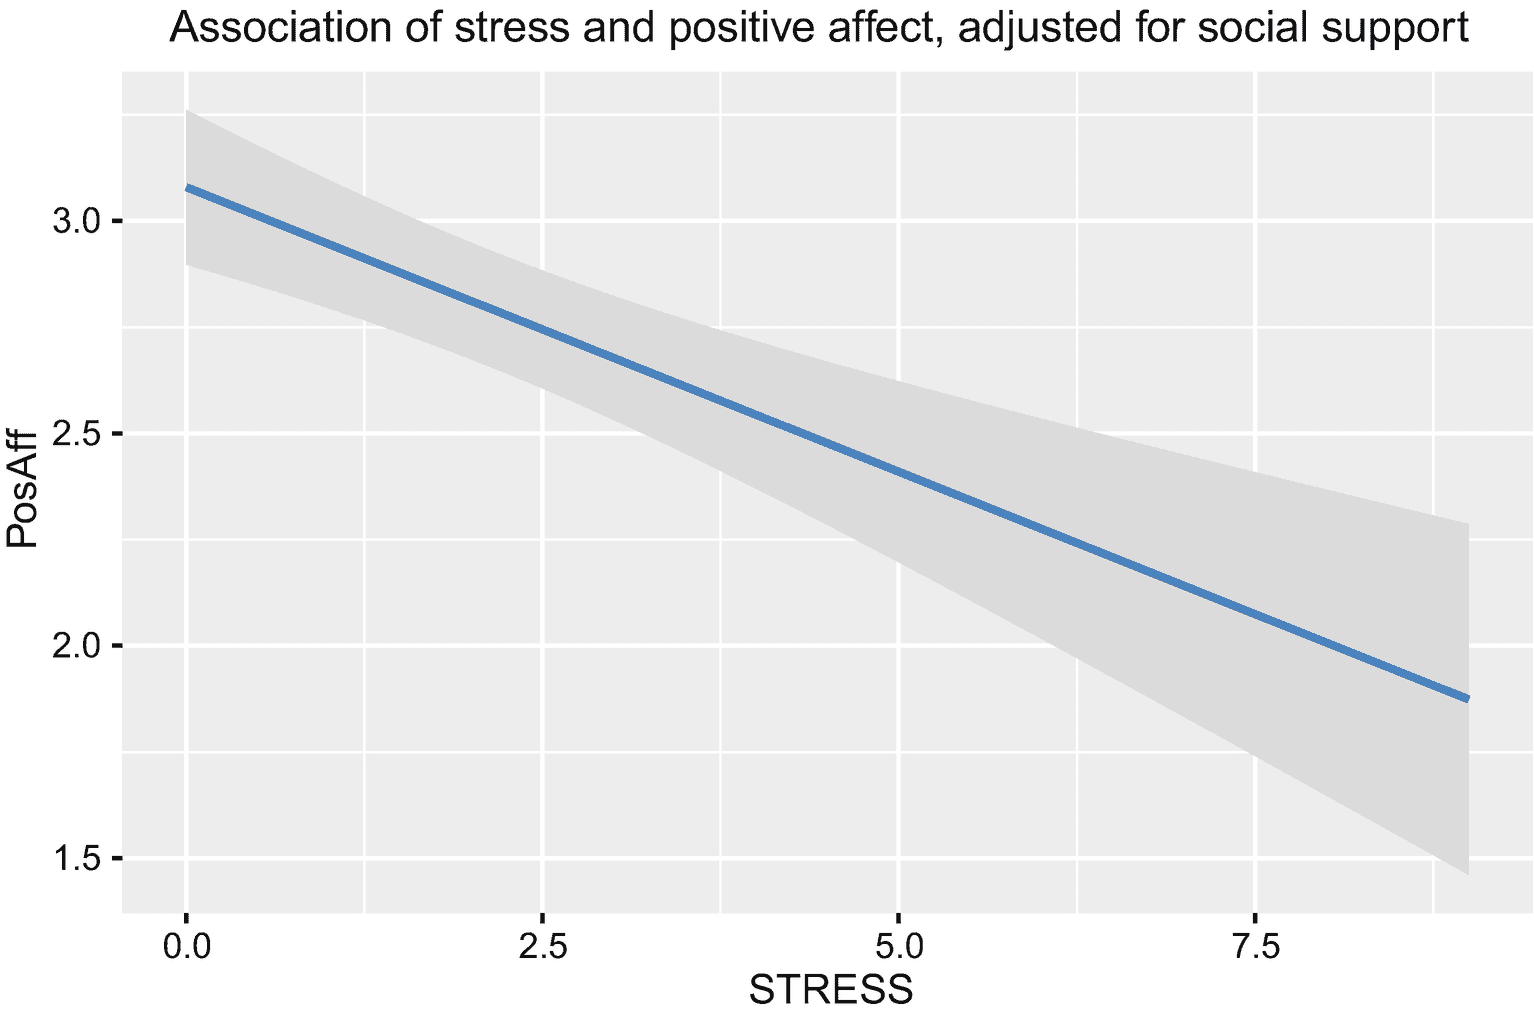 Association of stress and positive affect, adjusted for social support
PosAff
3.0
2.5
2.0
1.5
0.0 2.5 5.0 7.5
STRESS